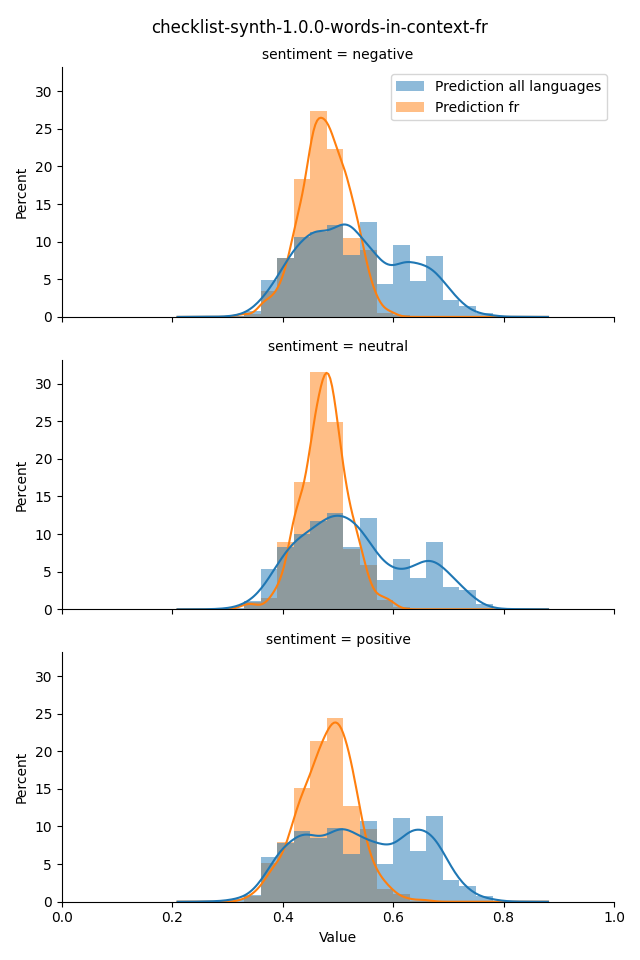 checklist-synth-1.0.0-words-in-context-fr
sentiment = negative
Prediction all languages
Prediction fr
Percent
30
25
20
15
10
5
0
sentiment = neutral
Percent
30
25
20
15
10
5
0
sentiment = positive
Percent
30
25
20
15
10
5
0
0.0 0.2 0.4 0.6 0.8 1.0
Value